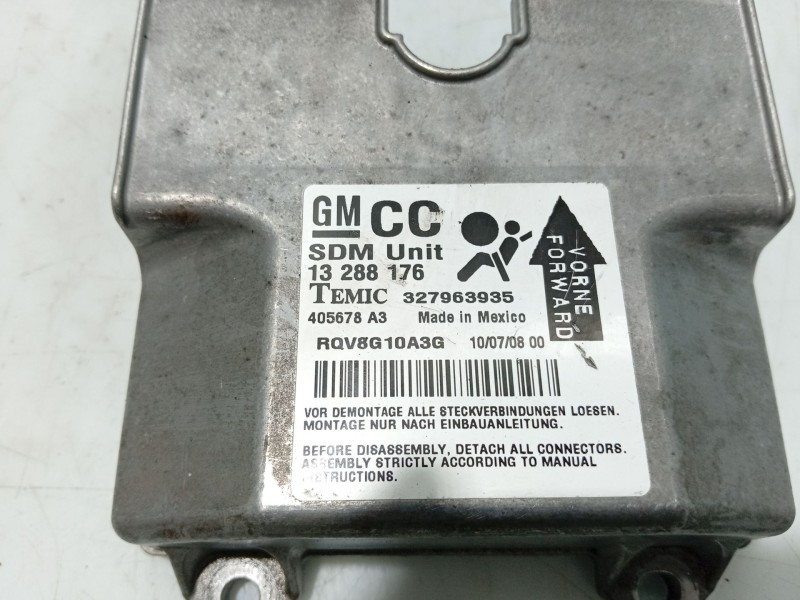 GM CC
SDM Unit
13 288 176
TEMIC 327963935
405678 A3 Made in Mexico
RQV8G10A3G 10/07/08 00
VORNE
FORWARD
VOR DEMONTAGE ALLE STECKVERBINDUNGEN LOESEN.
MONTAGE NUR NACH EINBAUANLEITUNG.
BEFORE DISASSEMBLY, DETACH ALL CONNECTORS.
ASSEMBLY STRICTLY ACCORDING TO MANUAL
INSTRUCTIONS.